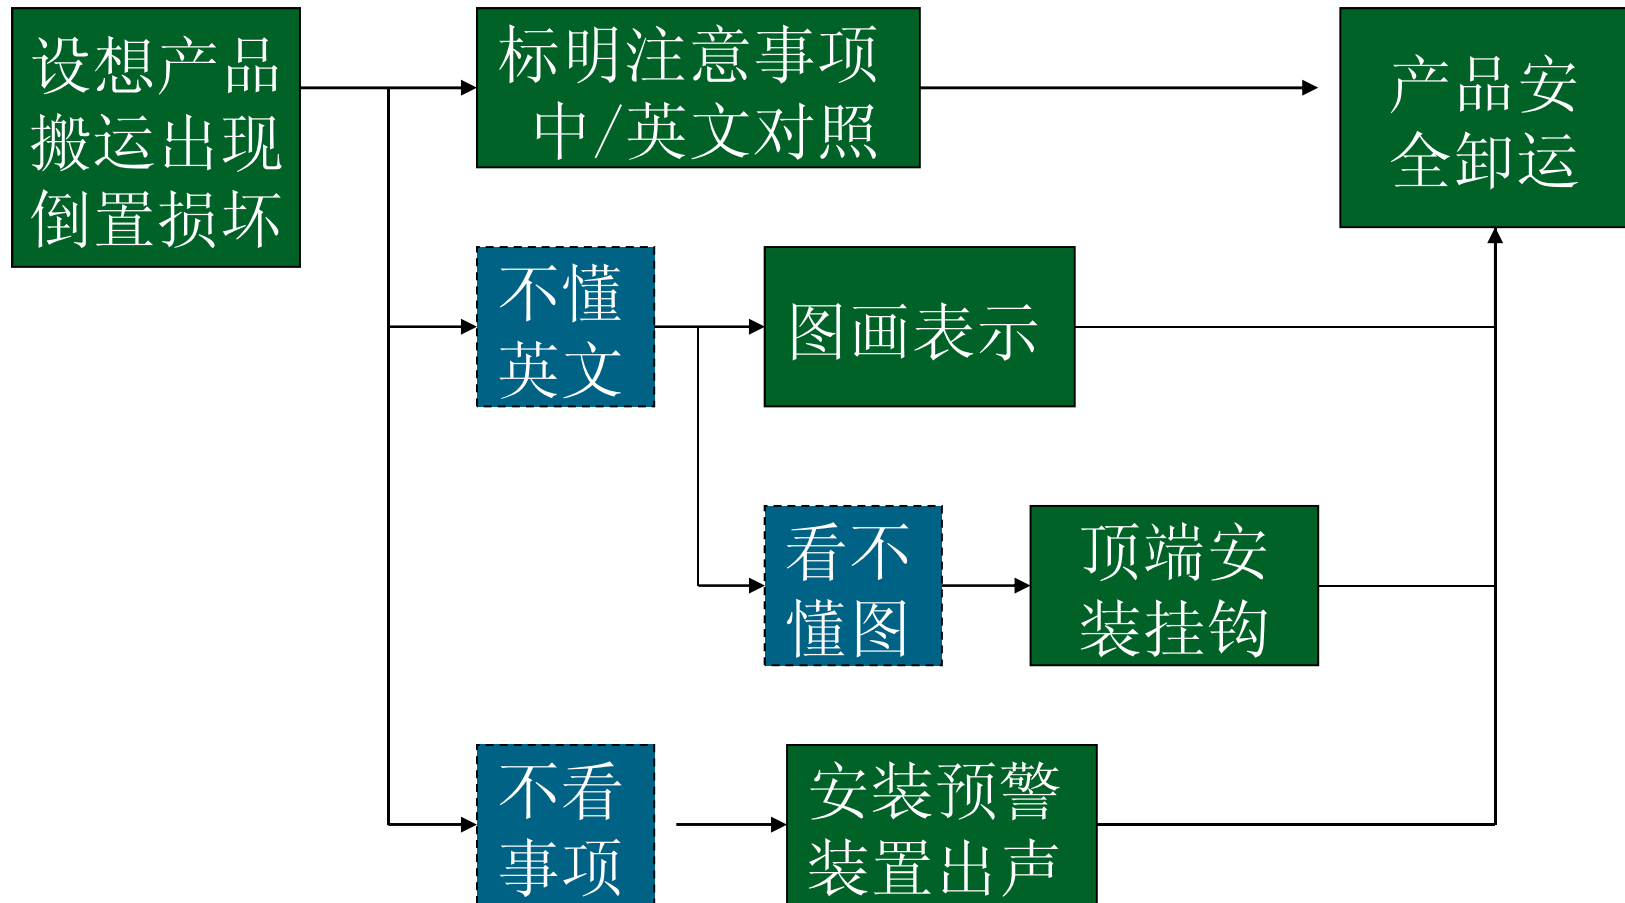 设想产品
搬运出现
倒置损坏
标明注意事项
中/英文对照
产品安
全卸运
不懂
英文
图画表示
看不
懂图
顶端安
装挂钩
不看
事项
安装预警
装置出声